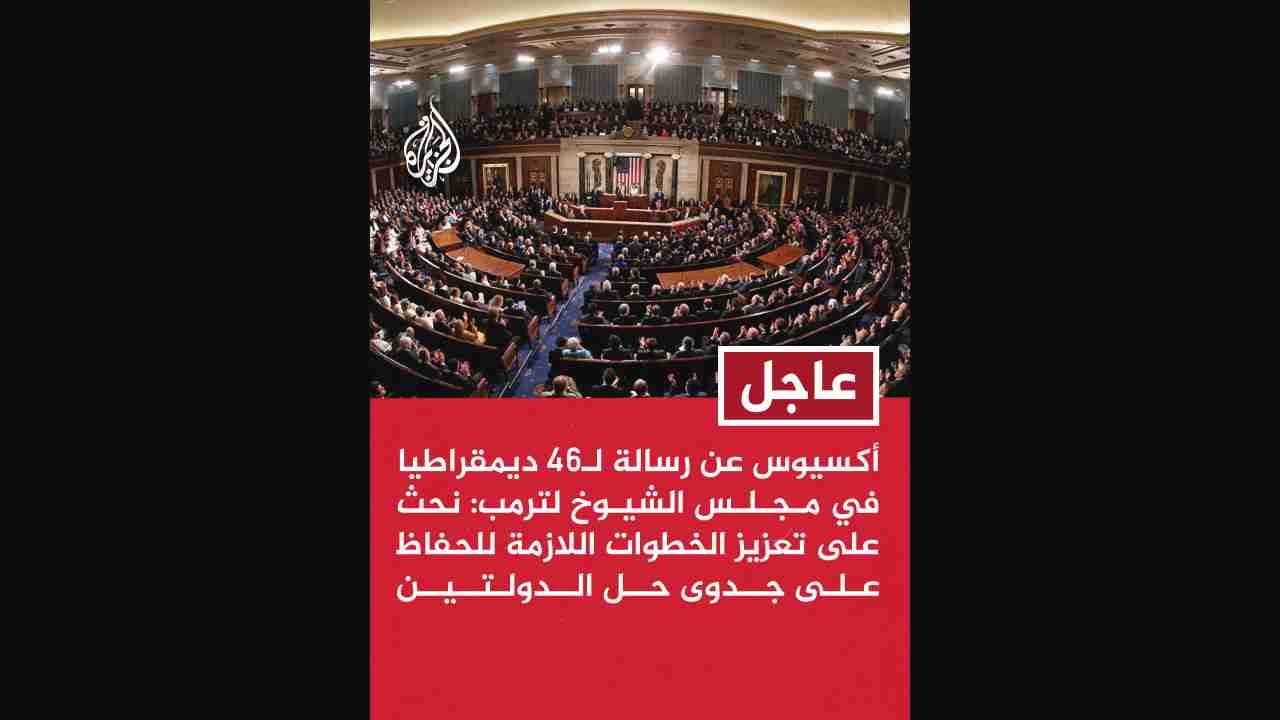 الجزيرة
عاجل
أكسيوس عن رسالة لـ46 ديمقراطيا
في مجلس الشيوخ لترمب: نحث
على تعزيز الخطوات اللازمة للحفاظ
على جدوى حل الدولتين